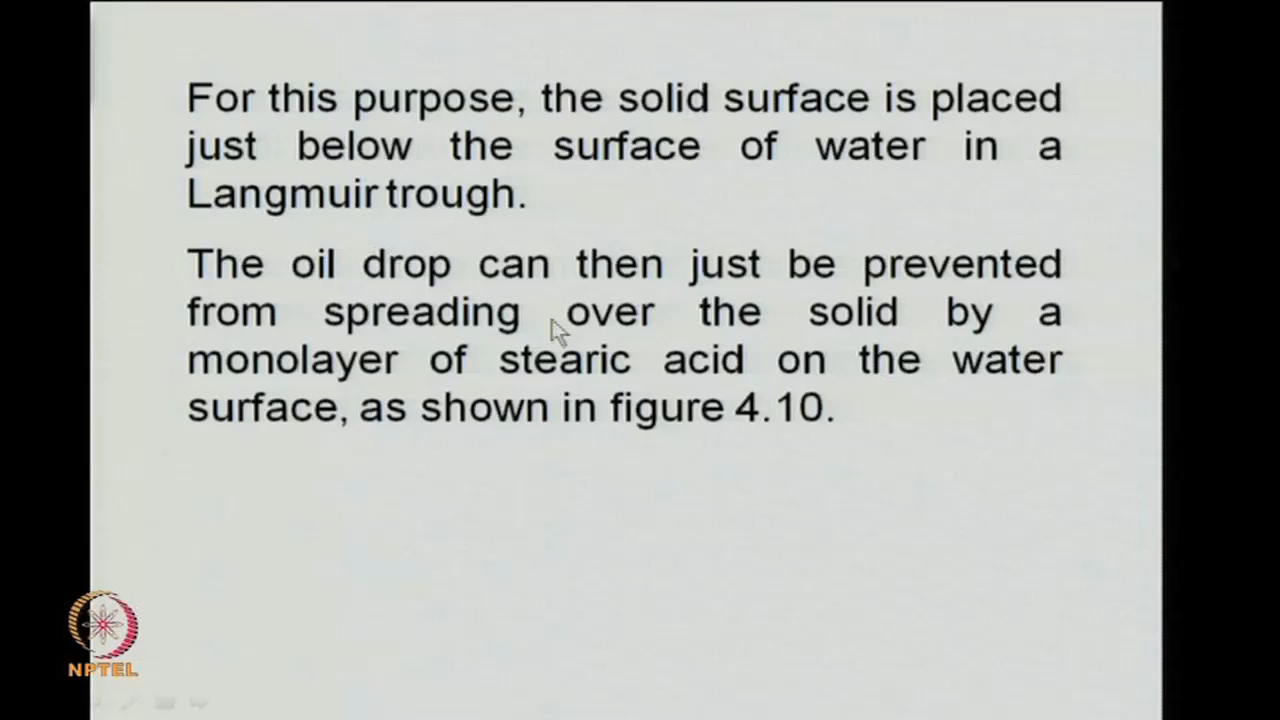 For this purpose, the solid surface is placed
just below the surface of water in a
Langmuir trough.
The oil drop can then just be prevented
from spreading over the solid by a
monolayer of stearic acid on the water
surface, as shown in figure 4.10.
NPTEL